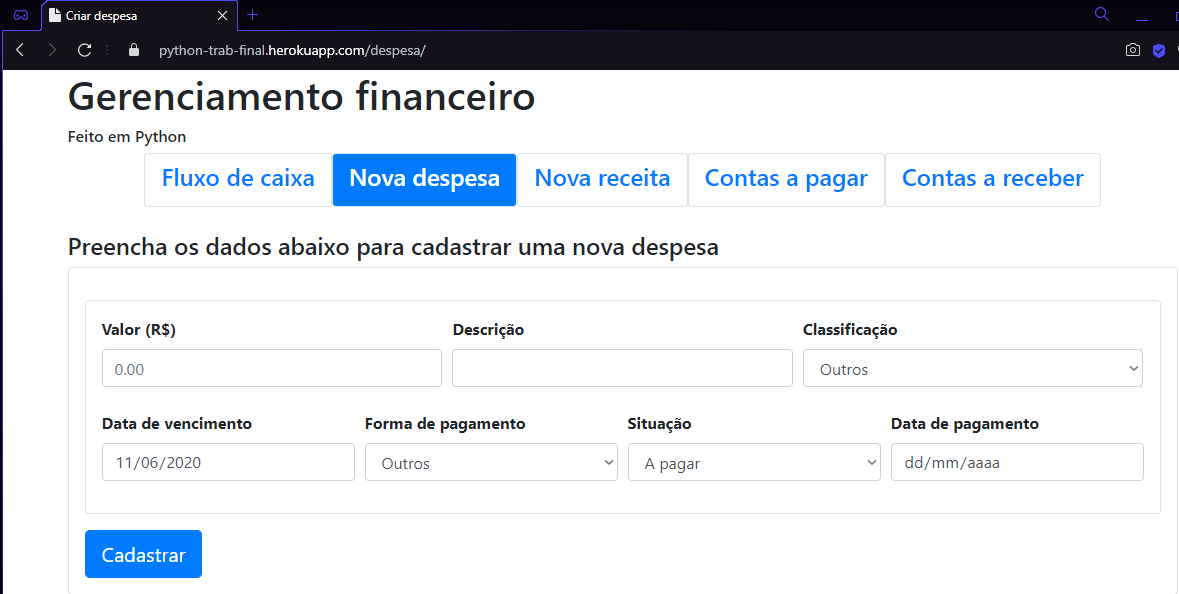 Criar despesa
python-trab-final.herokuapp.com/despesa/
Gerenciamento financeiro
Feito em Python
Fluxo de caixa Nova despesa Nova receita Contas a pagar Contas a receber
Preencha os dados abaixo para cadastrar uma nova despesa
Valor (R$) Descrição Classificação
0.00 Outros
Data de vencimento Forma de pagamento Situação Data de pagamento
11/06/2020 Outros A pagar dd/mm/aaaa
Cadastrar